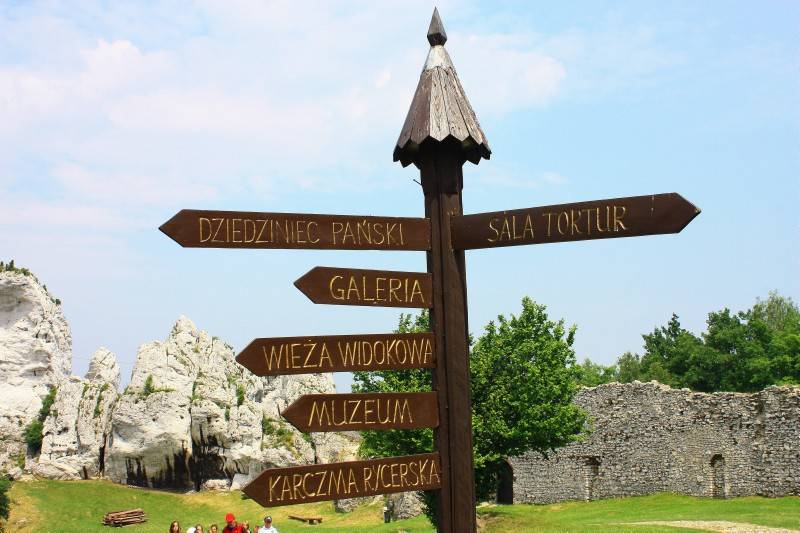 DZIEDZINIEC PAŃSKI
SALA TORTUR
GALERIA
WIEŻA WIDOKOWA
MUZEUM
KARCZMA RYCERSKA